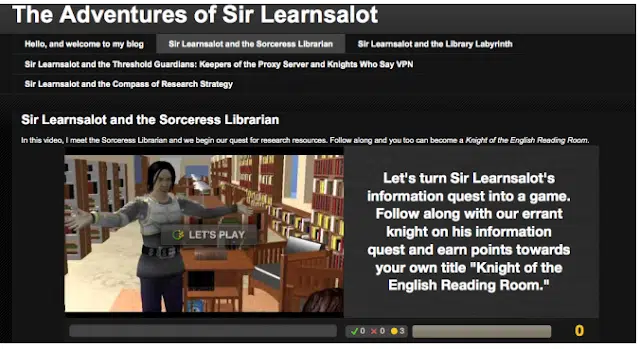 The Adventures of Sir Learnsalot
Hello, and welcome to my blog
Sir Learnsalot and the Sorceress Librarian
Sir Learnsalot and the Library Labyrinth
Sir Learnsalot and the Threshold Guardians: Keepers of the Proxy Server and Knights Who Say VPN
Sir Learnsalot and the Compass of Research Strategy
Sir Learnsalot and the Sorceress Librarian
In this video, I meet the Sorceress Librarian and we begin our quest for research resources. Follow along and you too can become a Knight of the English Reading Room.
LET'S PLAY
Let's turn Sir Learnsalot's
information quest into a game.
Follow along with our errant
knight on his information
quest and earn points towards
your own title "Knight of the
English Reading Room."
0 0 3
0